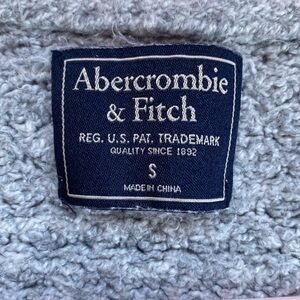 Abercrombie
& Fitch
REG. U.S. PAT. TRADEMARK
QUALITY SINCE 1892
S
MADE IN CHINA